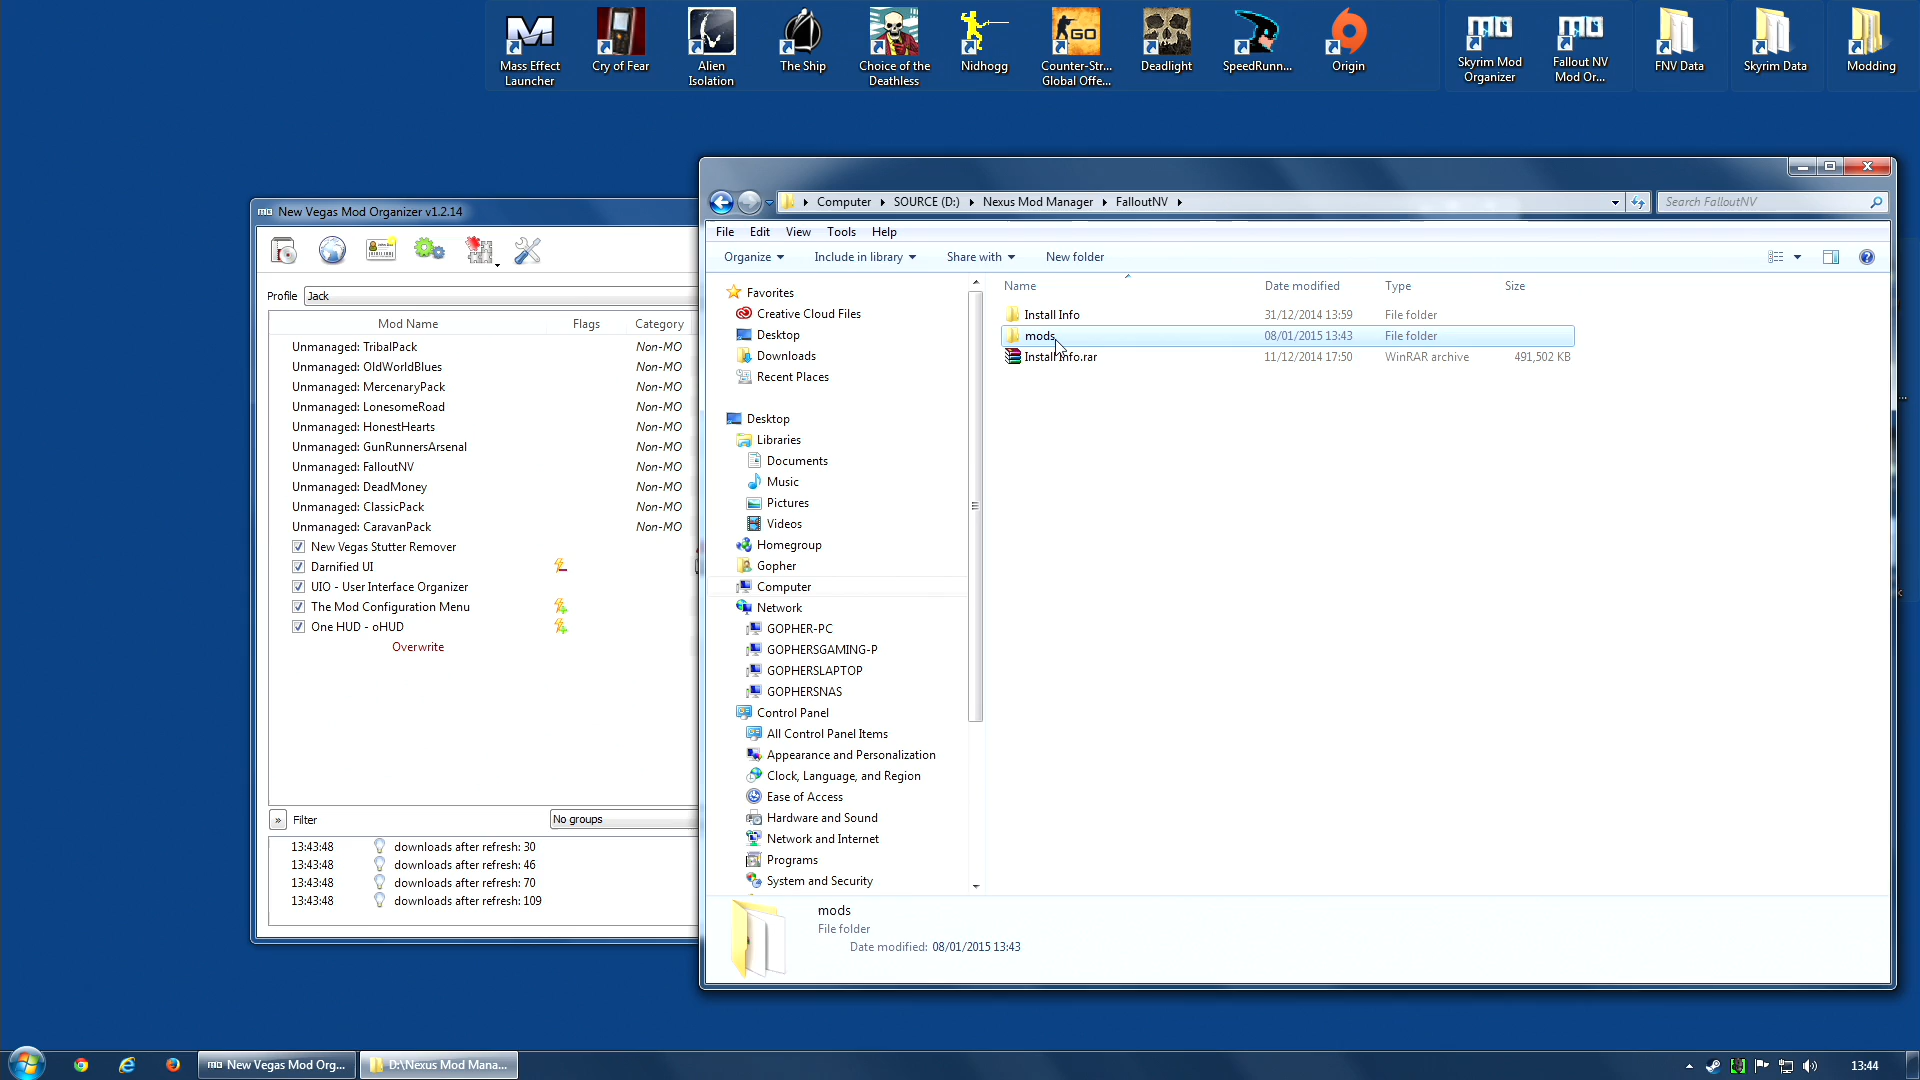 Mass Effect
Launcher
Cry of Fear
Alien
Isolation
The Ship
Choice of the
Deathless
Nidhogg
GO
Counter-Str...
Global Offe...
Deadlight
SpeedRunn...
Origin
Skyrim Mod
Organizer
Fallout NV
Mod Or...
FNV Data
Skyrim Data
Modding
New Vegas Mod Organizer v1.2.14
Profile Jack
Mod Name Flags Category
Unmanaged: TribalPack Non-MO
Unmanaged: OldWorldBlues Non-MO
Unmanaged: MercenaryPack Non-MO
Unmanaged: LonesomeRoad Non-MO
Unmanaged: HonestHearts Non-MO
Unmanaged: GunRunnersArsenal Non-MO
Unmanaged: FalloutNV Non-MO
Unmanaged: DeadMoney Non-MO
Unmanaged: ClassicPack Non-MO
Unmanaged: CaravanPack Non-MO
New Vegas Stutter Remover
Darnified UI
UIO - User Interface Organizer
The Mod Configuration Menu
One HUD - oHUD
Overwrite
» Filter No groups
13:43:48 downloads after refresh: 30
13:43:48 downloads after refresh: 46
13:43:48 downloads after refresh: 70
13:43:48 downloads after refresh: 109
Computer SOURCE (D:) Nexus Mod Manager FalloutNV
Search FalloutNV
File Edit View Tools Help
Organize Include in library Share with New folder
Favorites
Creative Cloud Files
Desktop
Downloads
Recent Places
Desktop
Libraries
Documents
Music
Pictures
Videos
Homegroup
Gopher
Computer
Network
GOPHER-PC
GOPHERSGAMING-P
GOPHERSLAPTOP
GOPHERSNAS
Control Panel
All Control Panel Items
Appearance and Personalization
Clock, Language, and Region
Ease of Access
Hardware and Sound
Network and Internet
Programs
System and Security
Name Date modified Type Size
Install Info 31/12/2014 13:59 File folder
mods 08/01/2015 13:43 File folder
Install Info.rar 11/12/2014 17:50 WinRAR archive 491,502 KB
mods
File folder
Date modified: 08/01/2015 13:43
New Vegas Mod Org...
D:\Nexus Mod Mana...
13:44